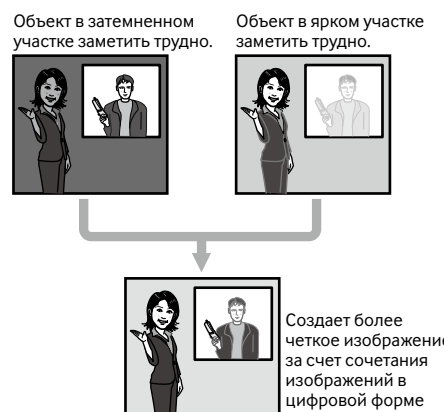 Объект в затемненном
участке заметить трудно.
Объект в ярком участке
заметить трудно.
Создает более
четкое изображение
за счет сочетания
изображений в
цифровой форме